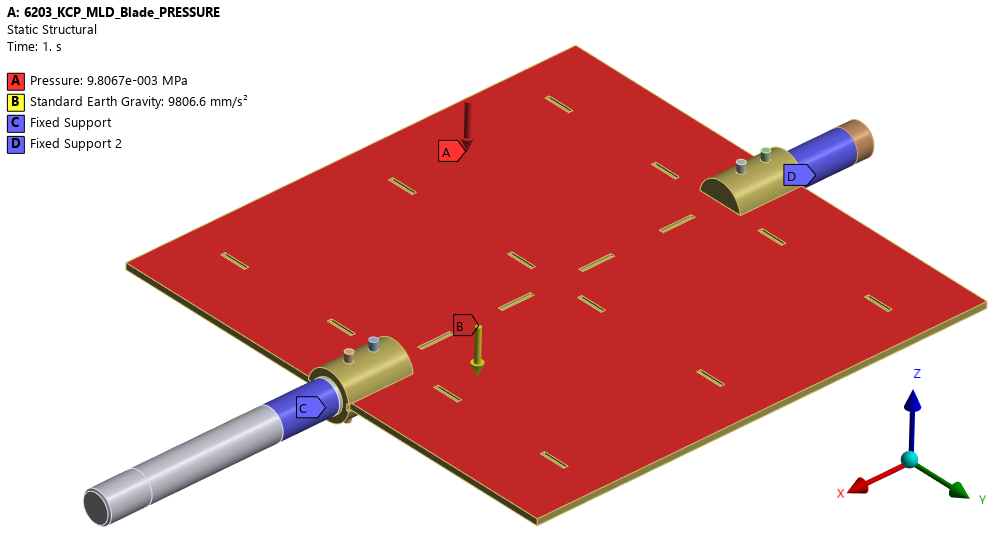 A: 6203_KCP_MLD_Blade_PRESSURE
Static Structural
Time: 1. s
A Pressure: 9.8067e-003 MPa
B Standard Earth Gravity: 9806.6 mm/s²
C Fixed Support
D Fixed Support 2
A
D
B
C
Z
X
Y